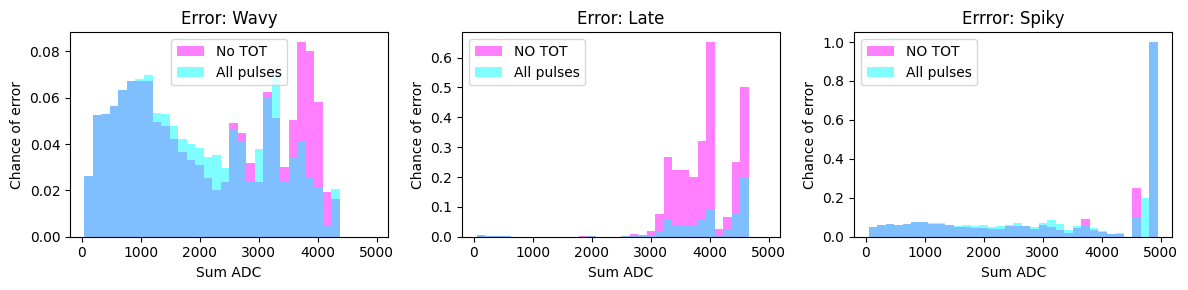 Error: Wavy
Chance of error
0.08
0.06
0.04
0.02
0.00
No TOT
All pulses
0 1000 2000 3000 4000 5000
Sum ADC
Error: Late
Chance of error
0.6
0.5
0.4
0.3
0.2
0.1
0.0
NO TOT
All pulses
0 1000 2000 3000 4000 5000
Sum ADC
Errror: Spiky
Chance of error
1.0
0.8
0.6
0.4
0.2
0.0
NO TOT
All pulses
0 1000 2000 3000 4000 5000
Sum ADC